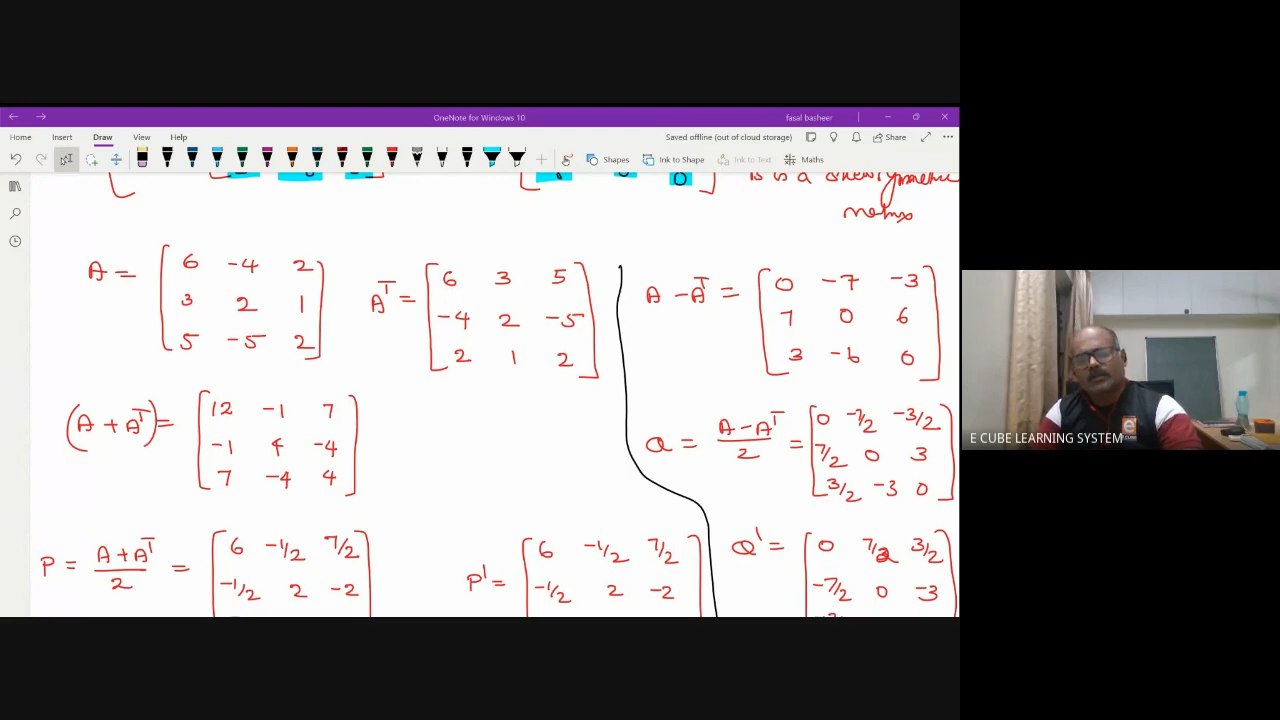 OneNote for Windows 10
fasal basheer
Home Insert Draw View Help
Saved offline (out of cloud storage)
Share
Shapes
Ink to Shape
Ink to Text
Maths
0
is a
matrix
A = [ 6 -4 2
3 2 1
5 -5 2 ]
A^T = [ 6 3 5
-4 2 -5
2 1 2 ]
(A + A^T) = [ 12 -1 7
-1 4 -4
7 -4 4 ]
P = (A + A^T)/2 = [ 6 -1/2 7/2
-1/2 2 -2
P' = [ 6 -1/2 7/2
-1/2 2 -2
A - A^T = [ 0 -7 -3
7 0 6
3 -6 0 ]
Q = (A - A^T)/2 = [ 0 -7/2 -3/2
7/2 0 3
3/2 -3 0 ]
Q' = [ 0 7/2 3/2
-7/2 0 -3
E CUBE LEARNING SYSTEM